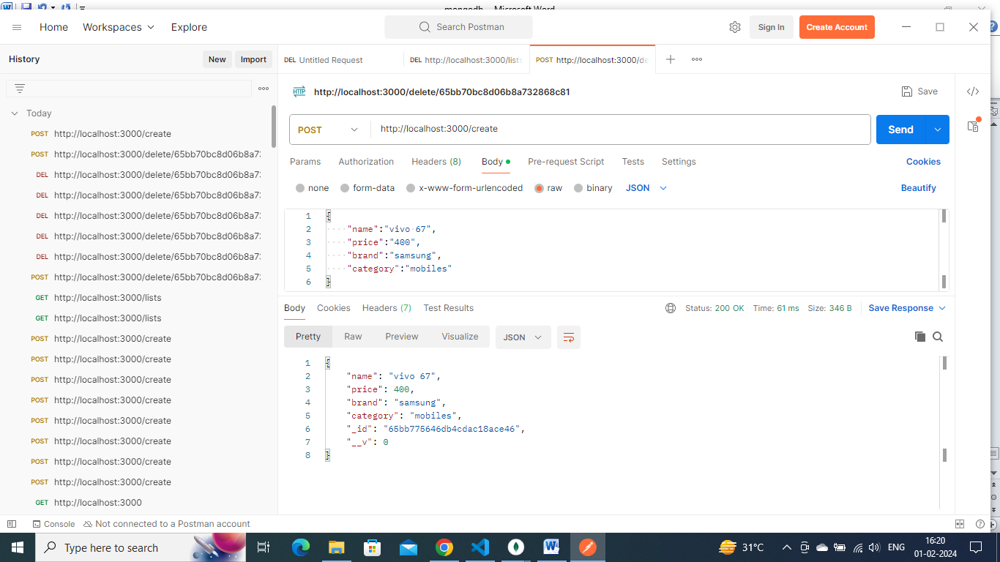 mongodb - Microsoft Word
Home
Workspaces
Explore
Search Postman
Sign In
Create Account
History
New
Import
DEL Untitled Request
DEL http://localhost:3000/lists
POST http://localhost:3000/de
HTTP
http://localhost:3000/delete/65bb70bc8d06b8a732868c81
Save
Today
POST http://localhost:3000/create
POST http://localhost:3000/delete/65bb70bc8d06b8a73
DEL http://localhost:3000/delete/65bb70bc8d06b8a73
DEL http://localhost:3000/delete/65bb70bc8d06b8a73
DEL http://localhost:3000/delete/65bb70bc8d06b8a73
DEL http://localhost:3000/delete/65bb70bc8d06b8a73
DEL http://localhost:3000/delete/65bb70bc8d06b8a73
POST http://localhost:3000/delete/65bb70bc8d06b8a73
GET http://localhost:3000/lists
GET http://localhost:3000/lists
POST http://localhost:3000/create
POST http://localhost:3000/create
POST http://localhost:3000/create
POST http://localhost:3000/create
POST http://localhost:3000/create
POST http://localhost:3000/create
POST http://localhost:3000/create
POST http://localhost:3000/create
GET http://localhost:3000
POST
http://localhost:3000/create
Send
Params
Authorization
Headers (8)
Body
Pre-request Script
Tests
Settings
Cookies
none
form-data
x-www-form-urlencoded
raw
binary
JSON
Beautify
1 {
2 "name":"vivo 67",
3 "price":"400",
4 "brand":"samsung",
5 "category":"mobiles"
6 }
Body
Cookies
Headers (7)
Test Results
Status: 200 OK
Time: 61 ms
Size: 346 B
Save Response
Pretty
Raw
Preview
Visualize
JSON
1 {
2 "name": "vivo 67",
3 "price": 400,
4 "brand": "samsung",
5 "category": "mobiles",
6 "_id": "65bb775646db4cdac18ace46",
7 "__v": 0
8 }
Console
Not connected to a Postman account
Type here to search
31°C
ENG
16:20
01-02-2024